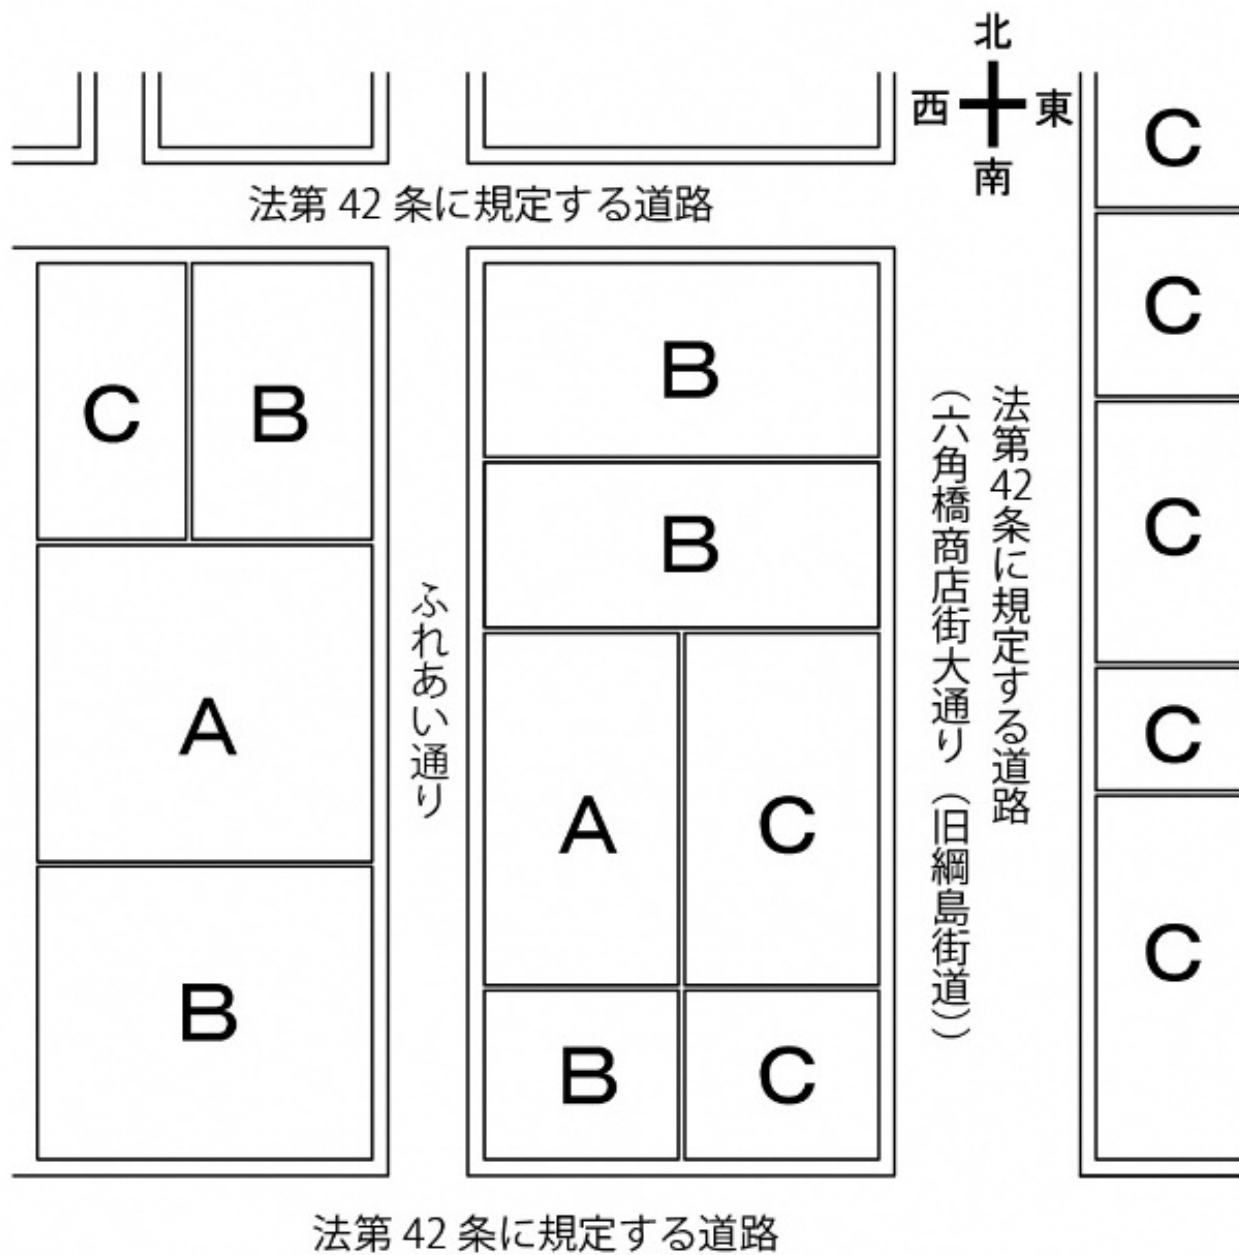 北
西 東
南
法第 42 条に規定する道路
C
C
C
C
C
C B
A
B
ふれあい通り
B
B
A C
B C
法第42条に規定する道路
(六角橋商店街大通り(旧綱島街道))
法第 42 条に規定する道路